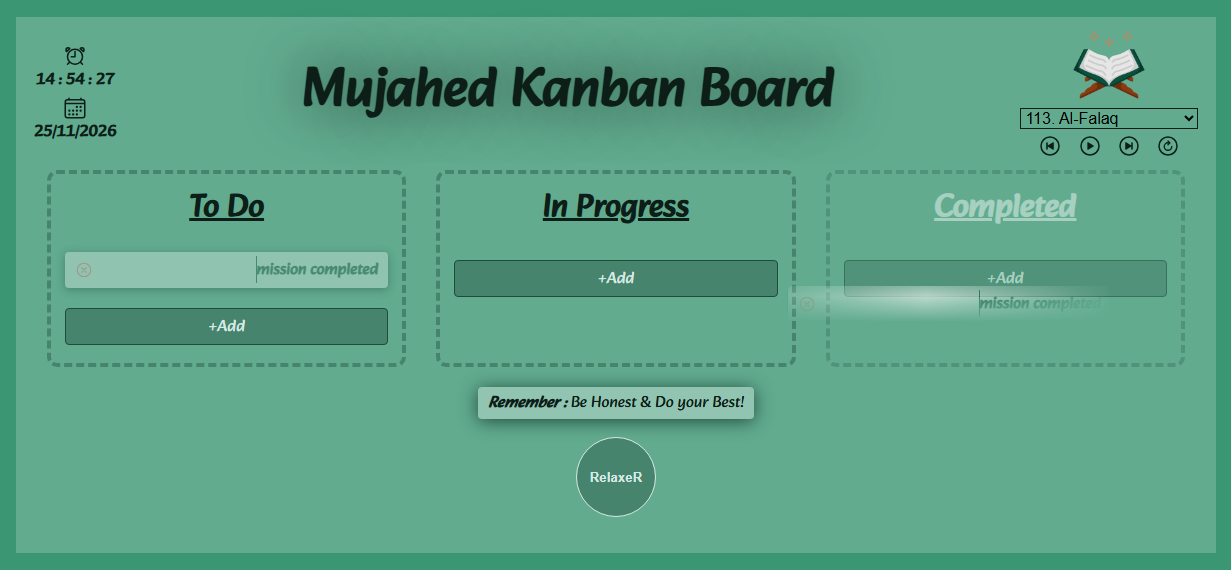 14 : 54 : 27
25/11/2026
Mujahed Kanban Board
113. Al-Falaq
To Do
mission completed
+Add
In Progress
+Add
Completed
+Add
mission completed
Remember : Be Honest & Do your Best!
RelaxeR